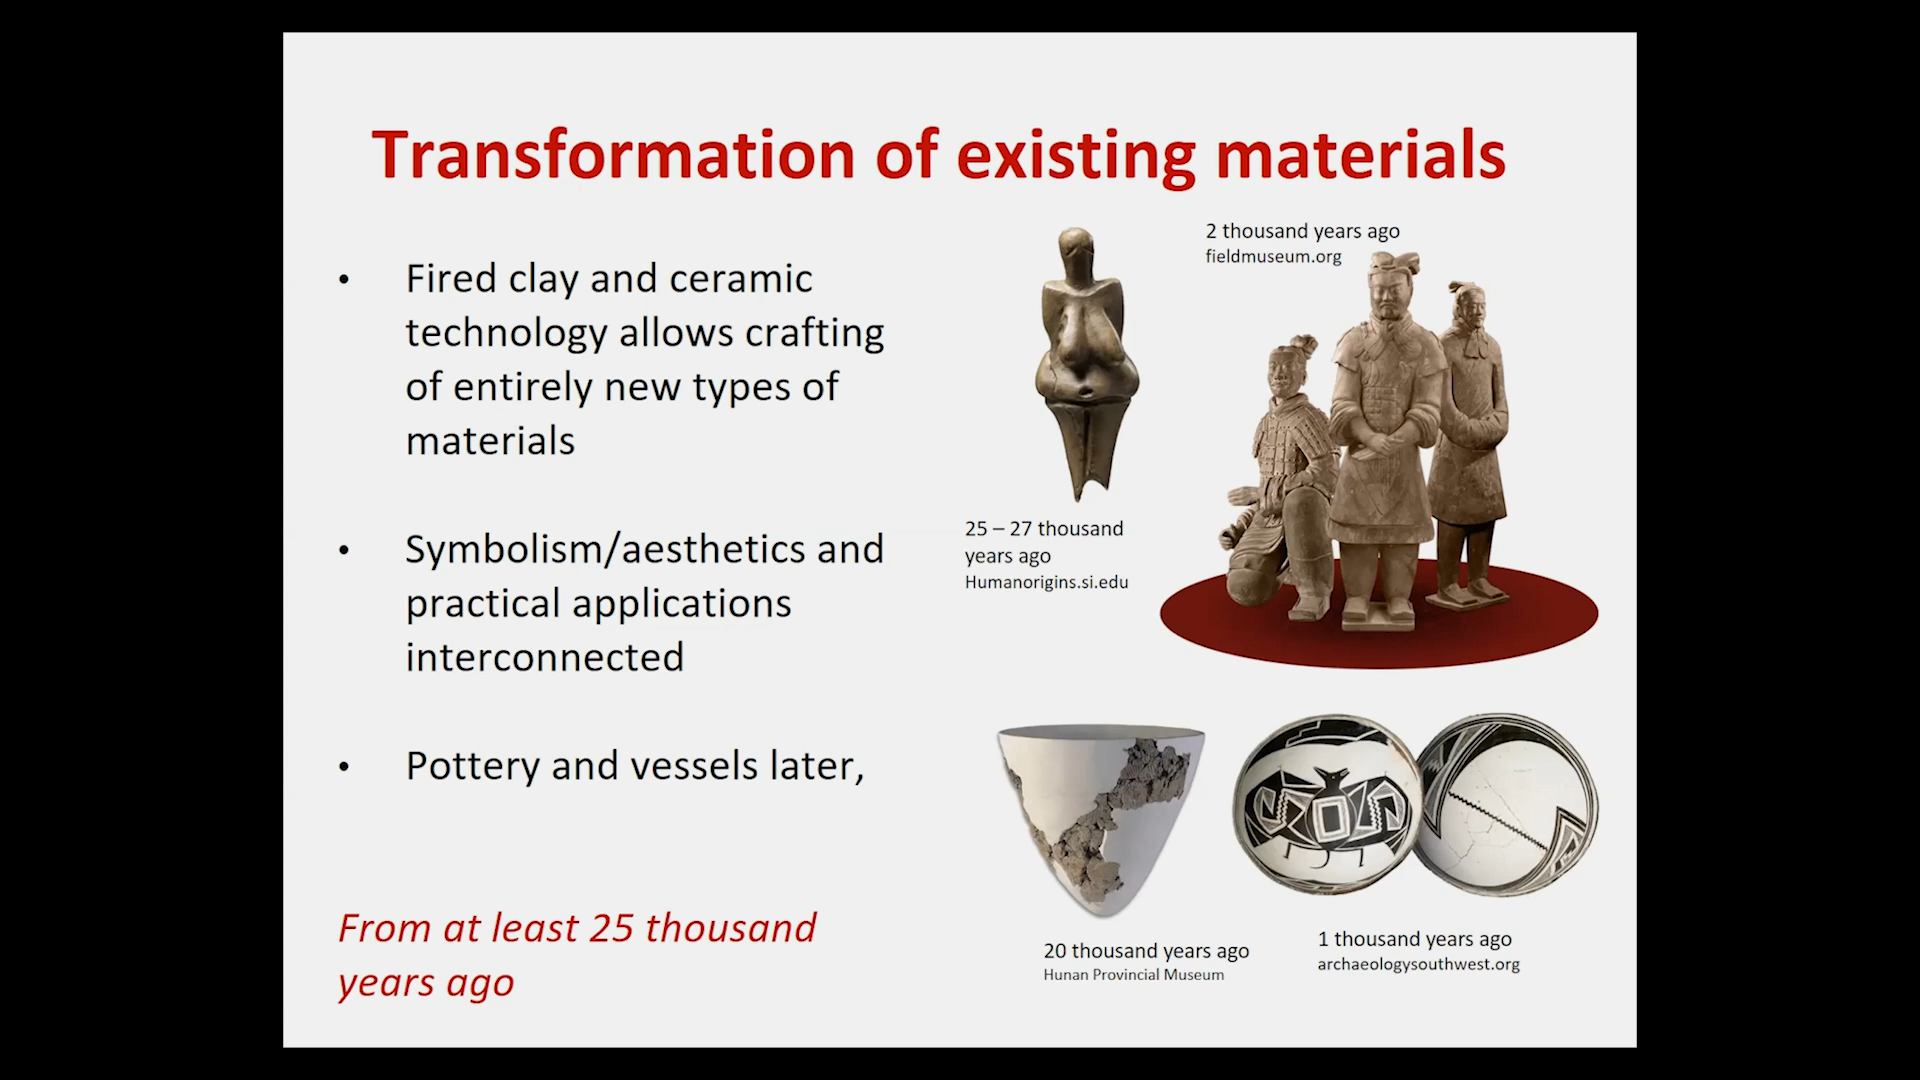 Transformation of existing materials
• Fired clay and ceramic
technology allows crafting
of entirely new types of
materials
• Symbolism/aesthetics and
practical applications
interconnected
• Pottery and vessels later,
From at least 25 thousand
years ago
2 thousand years ago
fieldmuseum.org
25 – 27 thousand
years ago
Humanorigins.si.edu
20 thousand years ago
Hunan Provincial Museum
1 thousand years ago
archaeologysouthwest.org